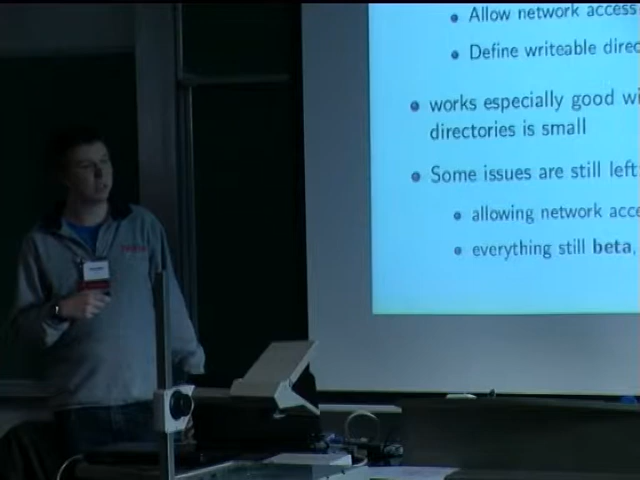 Allow network access
Define writeable direc
works especially good wi
directories is small
Some issues are still left
allowing network acce
everything still beta,